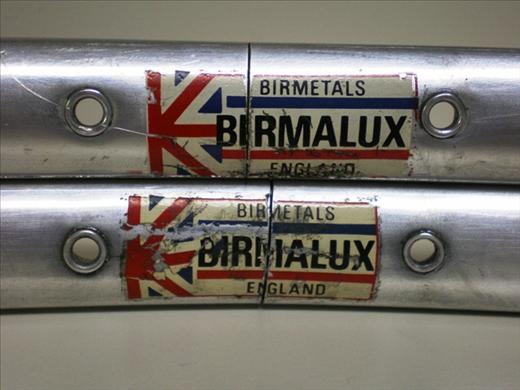 BIRMETALS
BIRMALUX
ENGLAND
BIRMETALS
BIRMALUX
ENGLAND